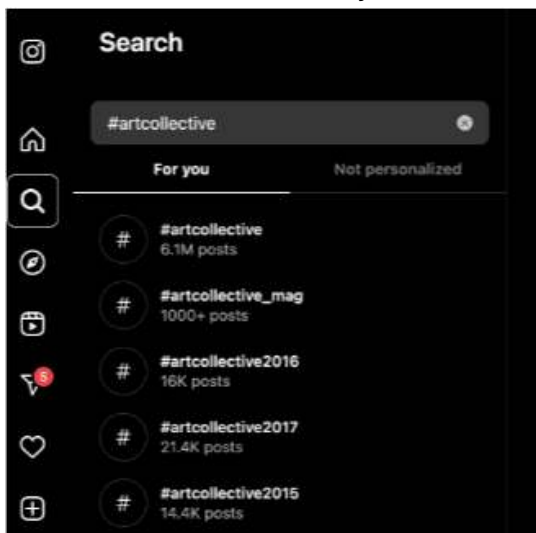 Search
#artcollective
For you Not personalized
#artcollective
6.1M posts
#artcollective_mag
1000+ posts
#artcollective2016
16K posts
#artcollective2017
21.4K posts
5
#artcollective2015
14.4K posts